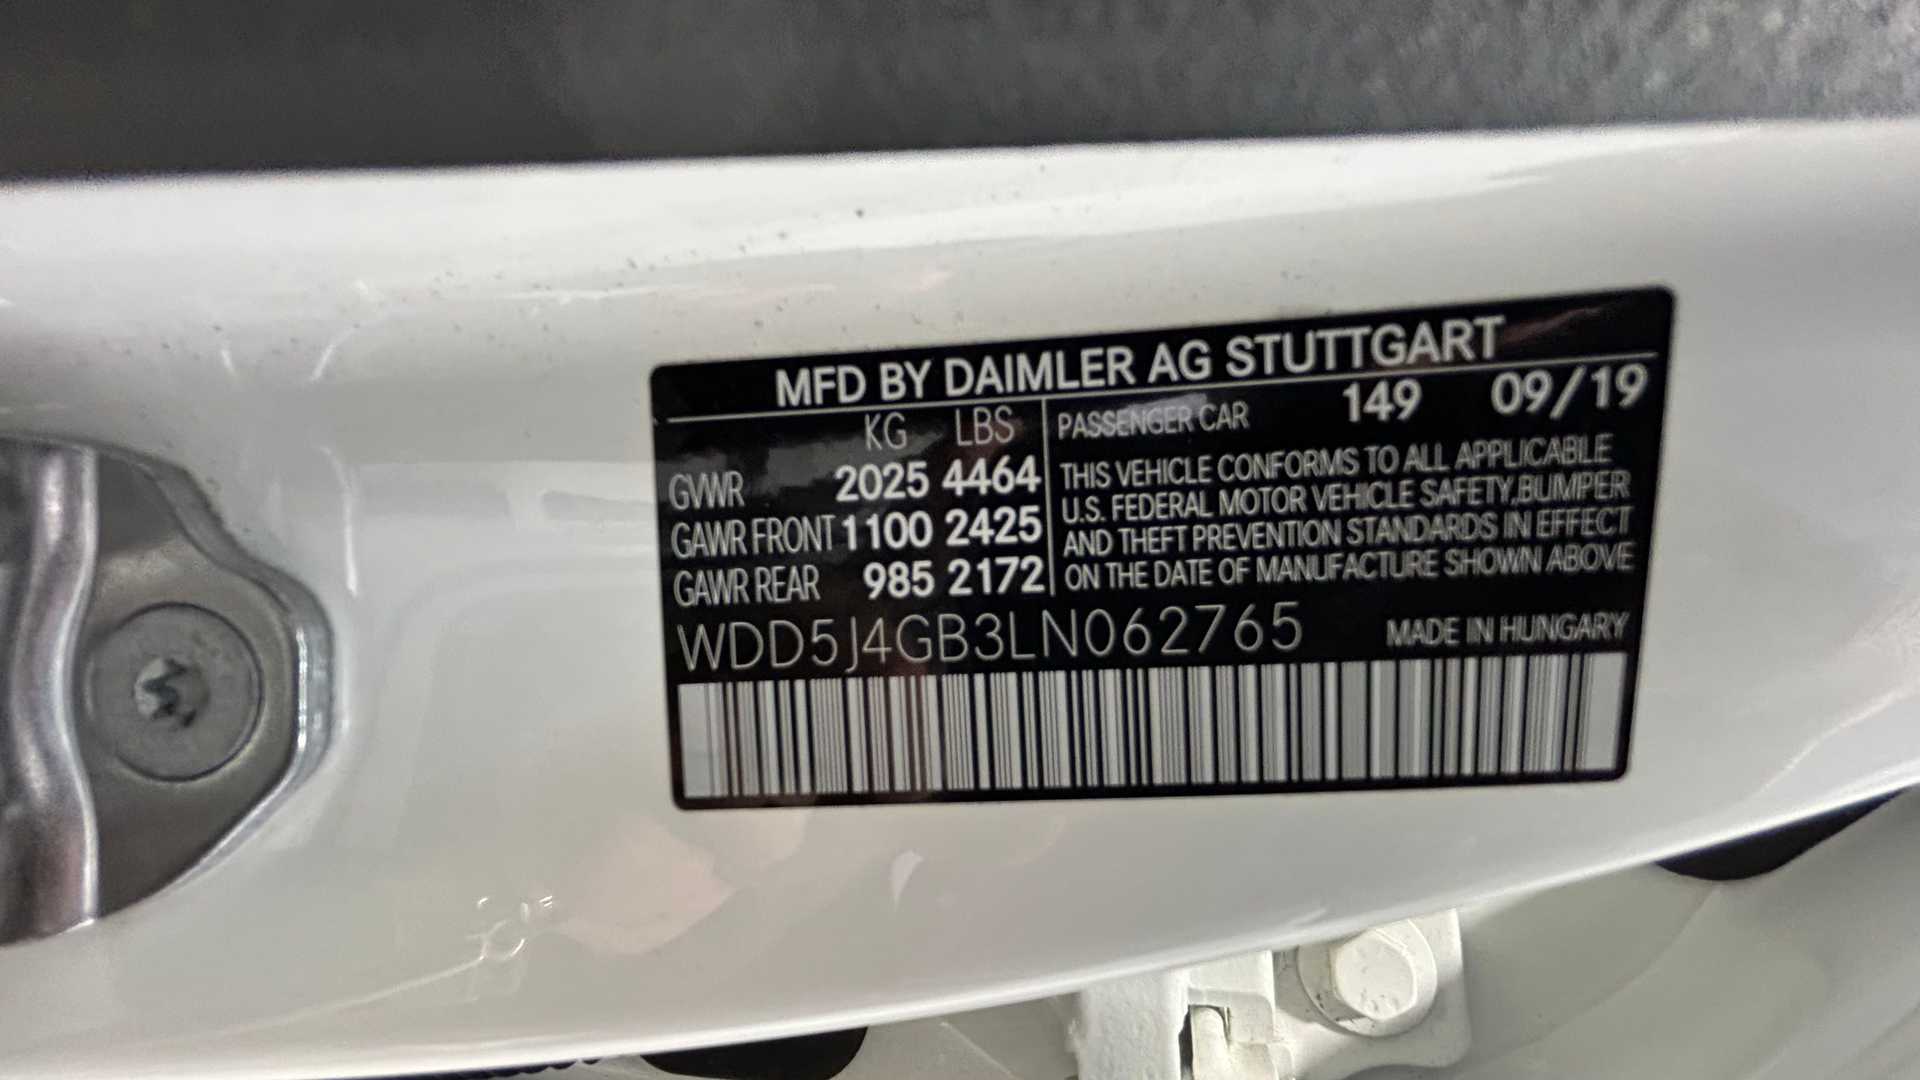 MFD BY DAIMLER AG STUTTGART
KG LBS
GVWR 2025 4464
GAWR FRONT 1100 2425
GAWR REAR 985 2172
PASSENGER CAR 149 09/19
THIS VEHICLE CONFORMS TO ALL APPLICABLE
U.S. FEDERAL MOTOR VEHICLE SAFETY,BUMPER
AND THEFT PREVENTION STANDARDS IN EFFECT
ON THE DATE OF MANUFACTURE SHOWN ABOVE
WDD5J4GB3LN062765 MADE IN HUNGARY